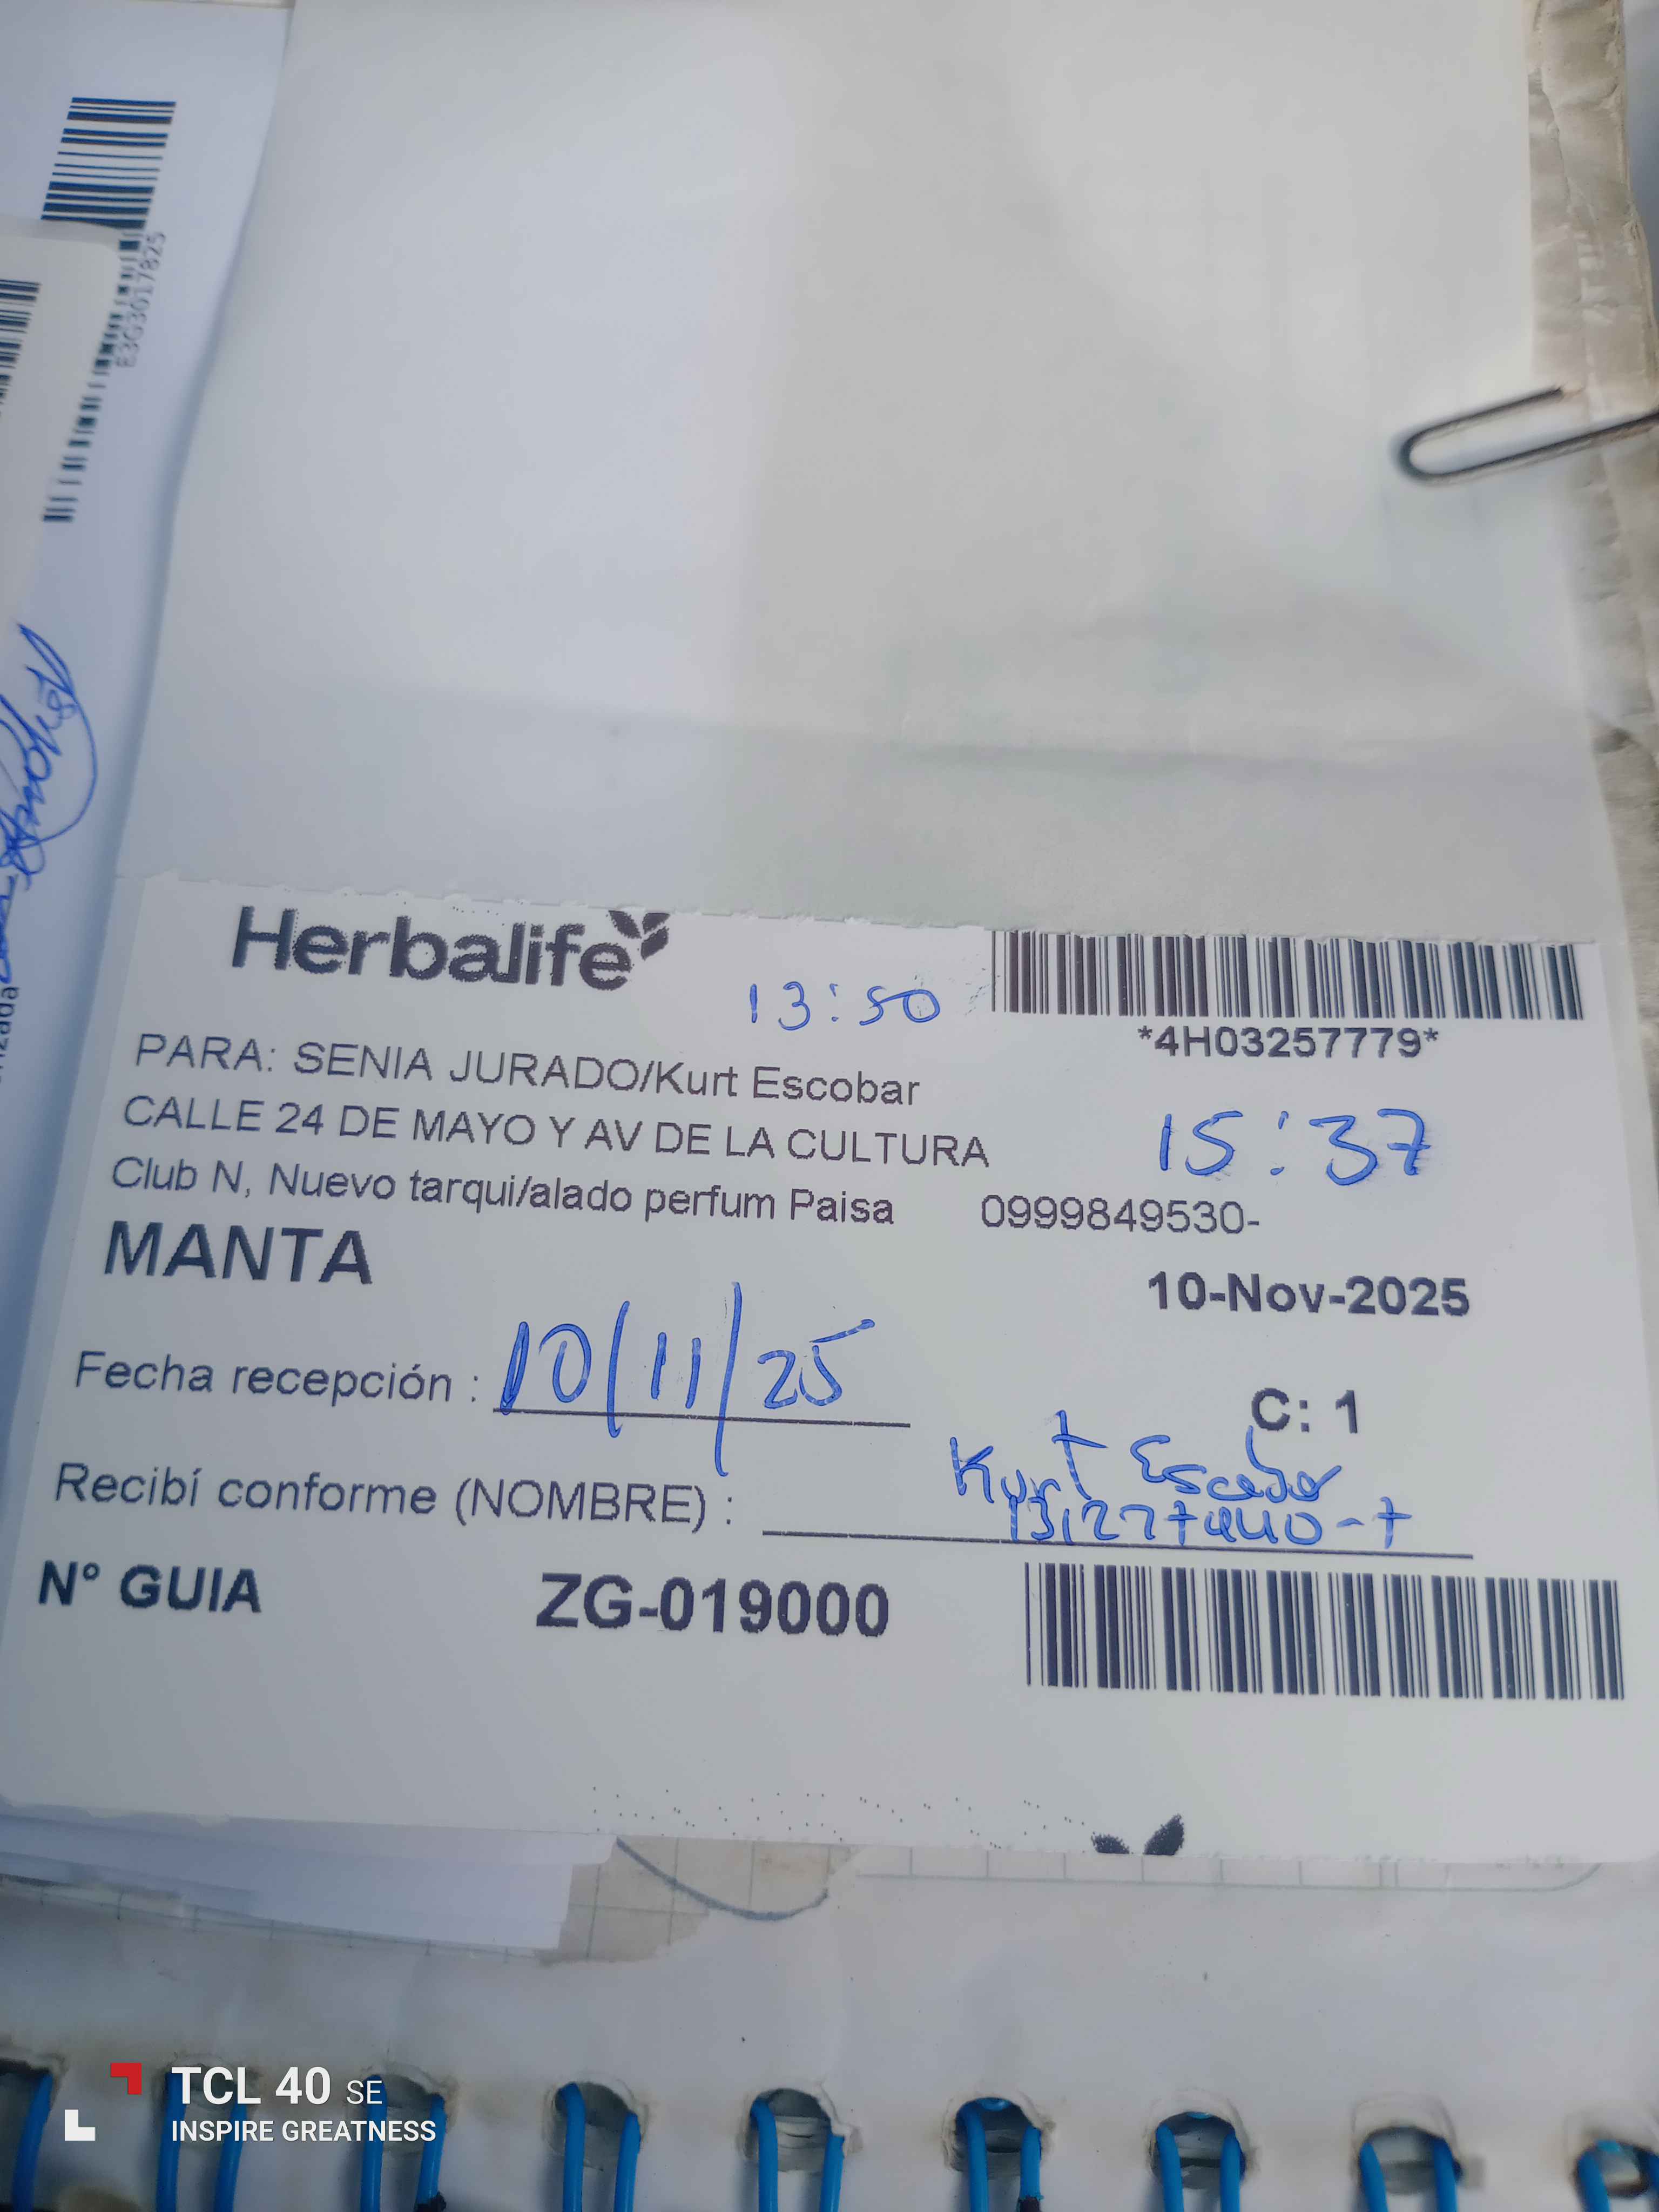 E3G3017825
Herbalife
13:50
*4H03257779*
PARA: SENIA JURADO/Kurt Escobar
CALLE 24 DE MAYO Y AV DE LA CULTURA
15:37
Club N, Nuevo tarqui/alado perfum Paisa 0999849530-
MANTA
10-Nov-2025
Fecha recepción : 10/11/25
C: 1
Kurt Escobar
Recibí conforme (NOMBRE) :
N° GUIA ZG-019000
TCL 40 SE
INSPIRE GREATNESS